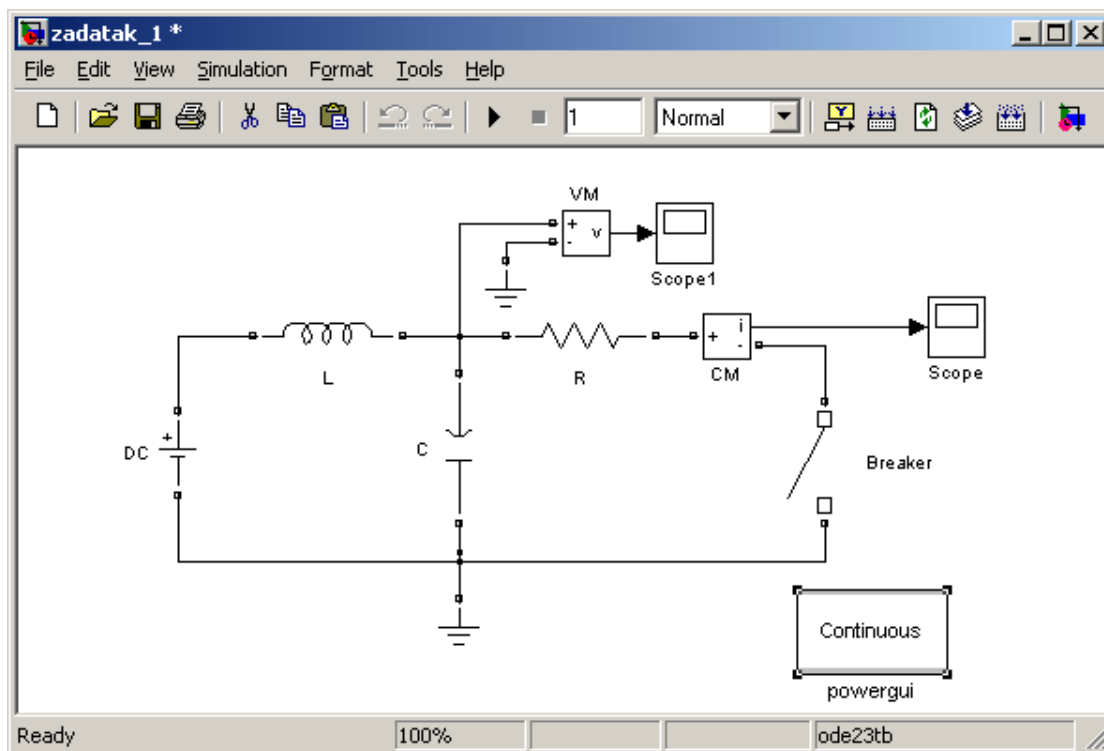 zadatak_1 *
File Edit View Simulation Format Tools Help
1 Normal
VM
+ v
-
Scope1
+ i
-
L R CM Scope
+
DC C Breaker
Continuous
powergui
Ready 100% ode23tb